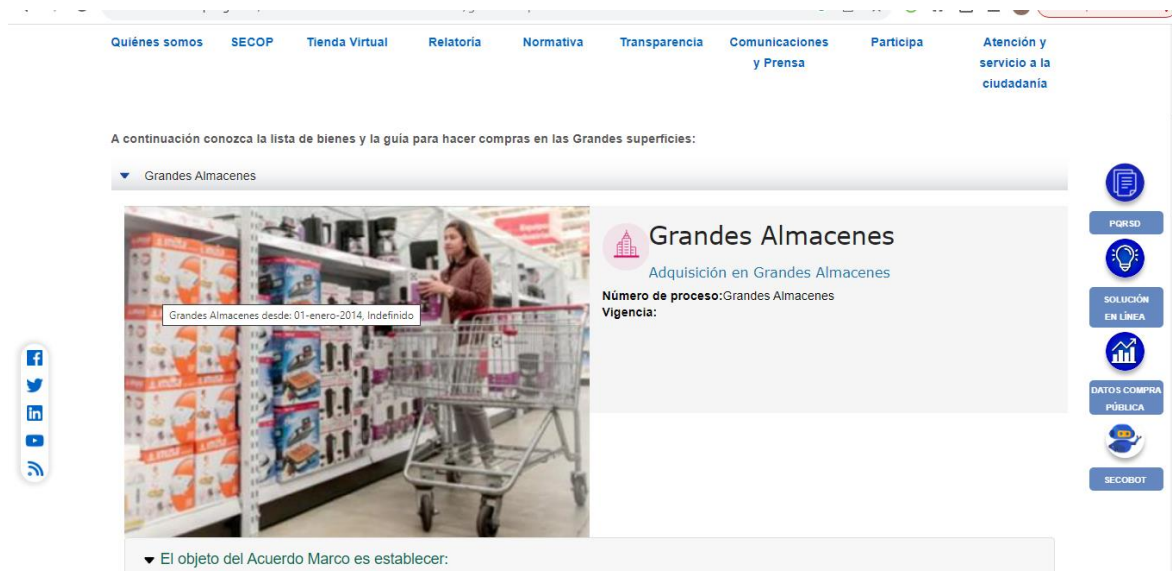 Quiénes somos
SECOP
Tienda Virtual
Relatoría
Normativa
Transparencia
Comunicaciones
y Prensa
Participa
Atención y
servicio a la
ciudadanía
A continuación conozca la lista de bienes y la guía para hacer compras en las Grandes superficies:
Grandes Almacenes
Grandes Almacenes
Adquisición en Grandes Almacenes
Número de proceso:Grandes Almacenes
Vigencia:
Grandes Almacenes desde: 01-enero-2014, Indefinido
PQRSD
SOLUCIÓN
EN LÍNEA
DATOS COMPRA
PÚBLICA
SECOBOT
El objeto del Acuerdo Marco es establecer: